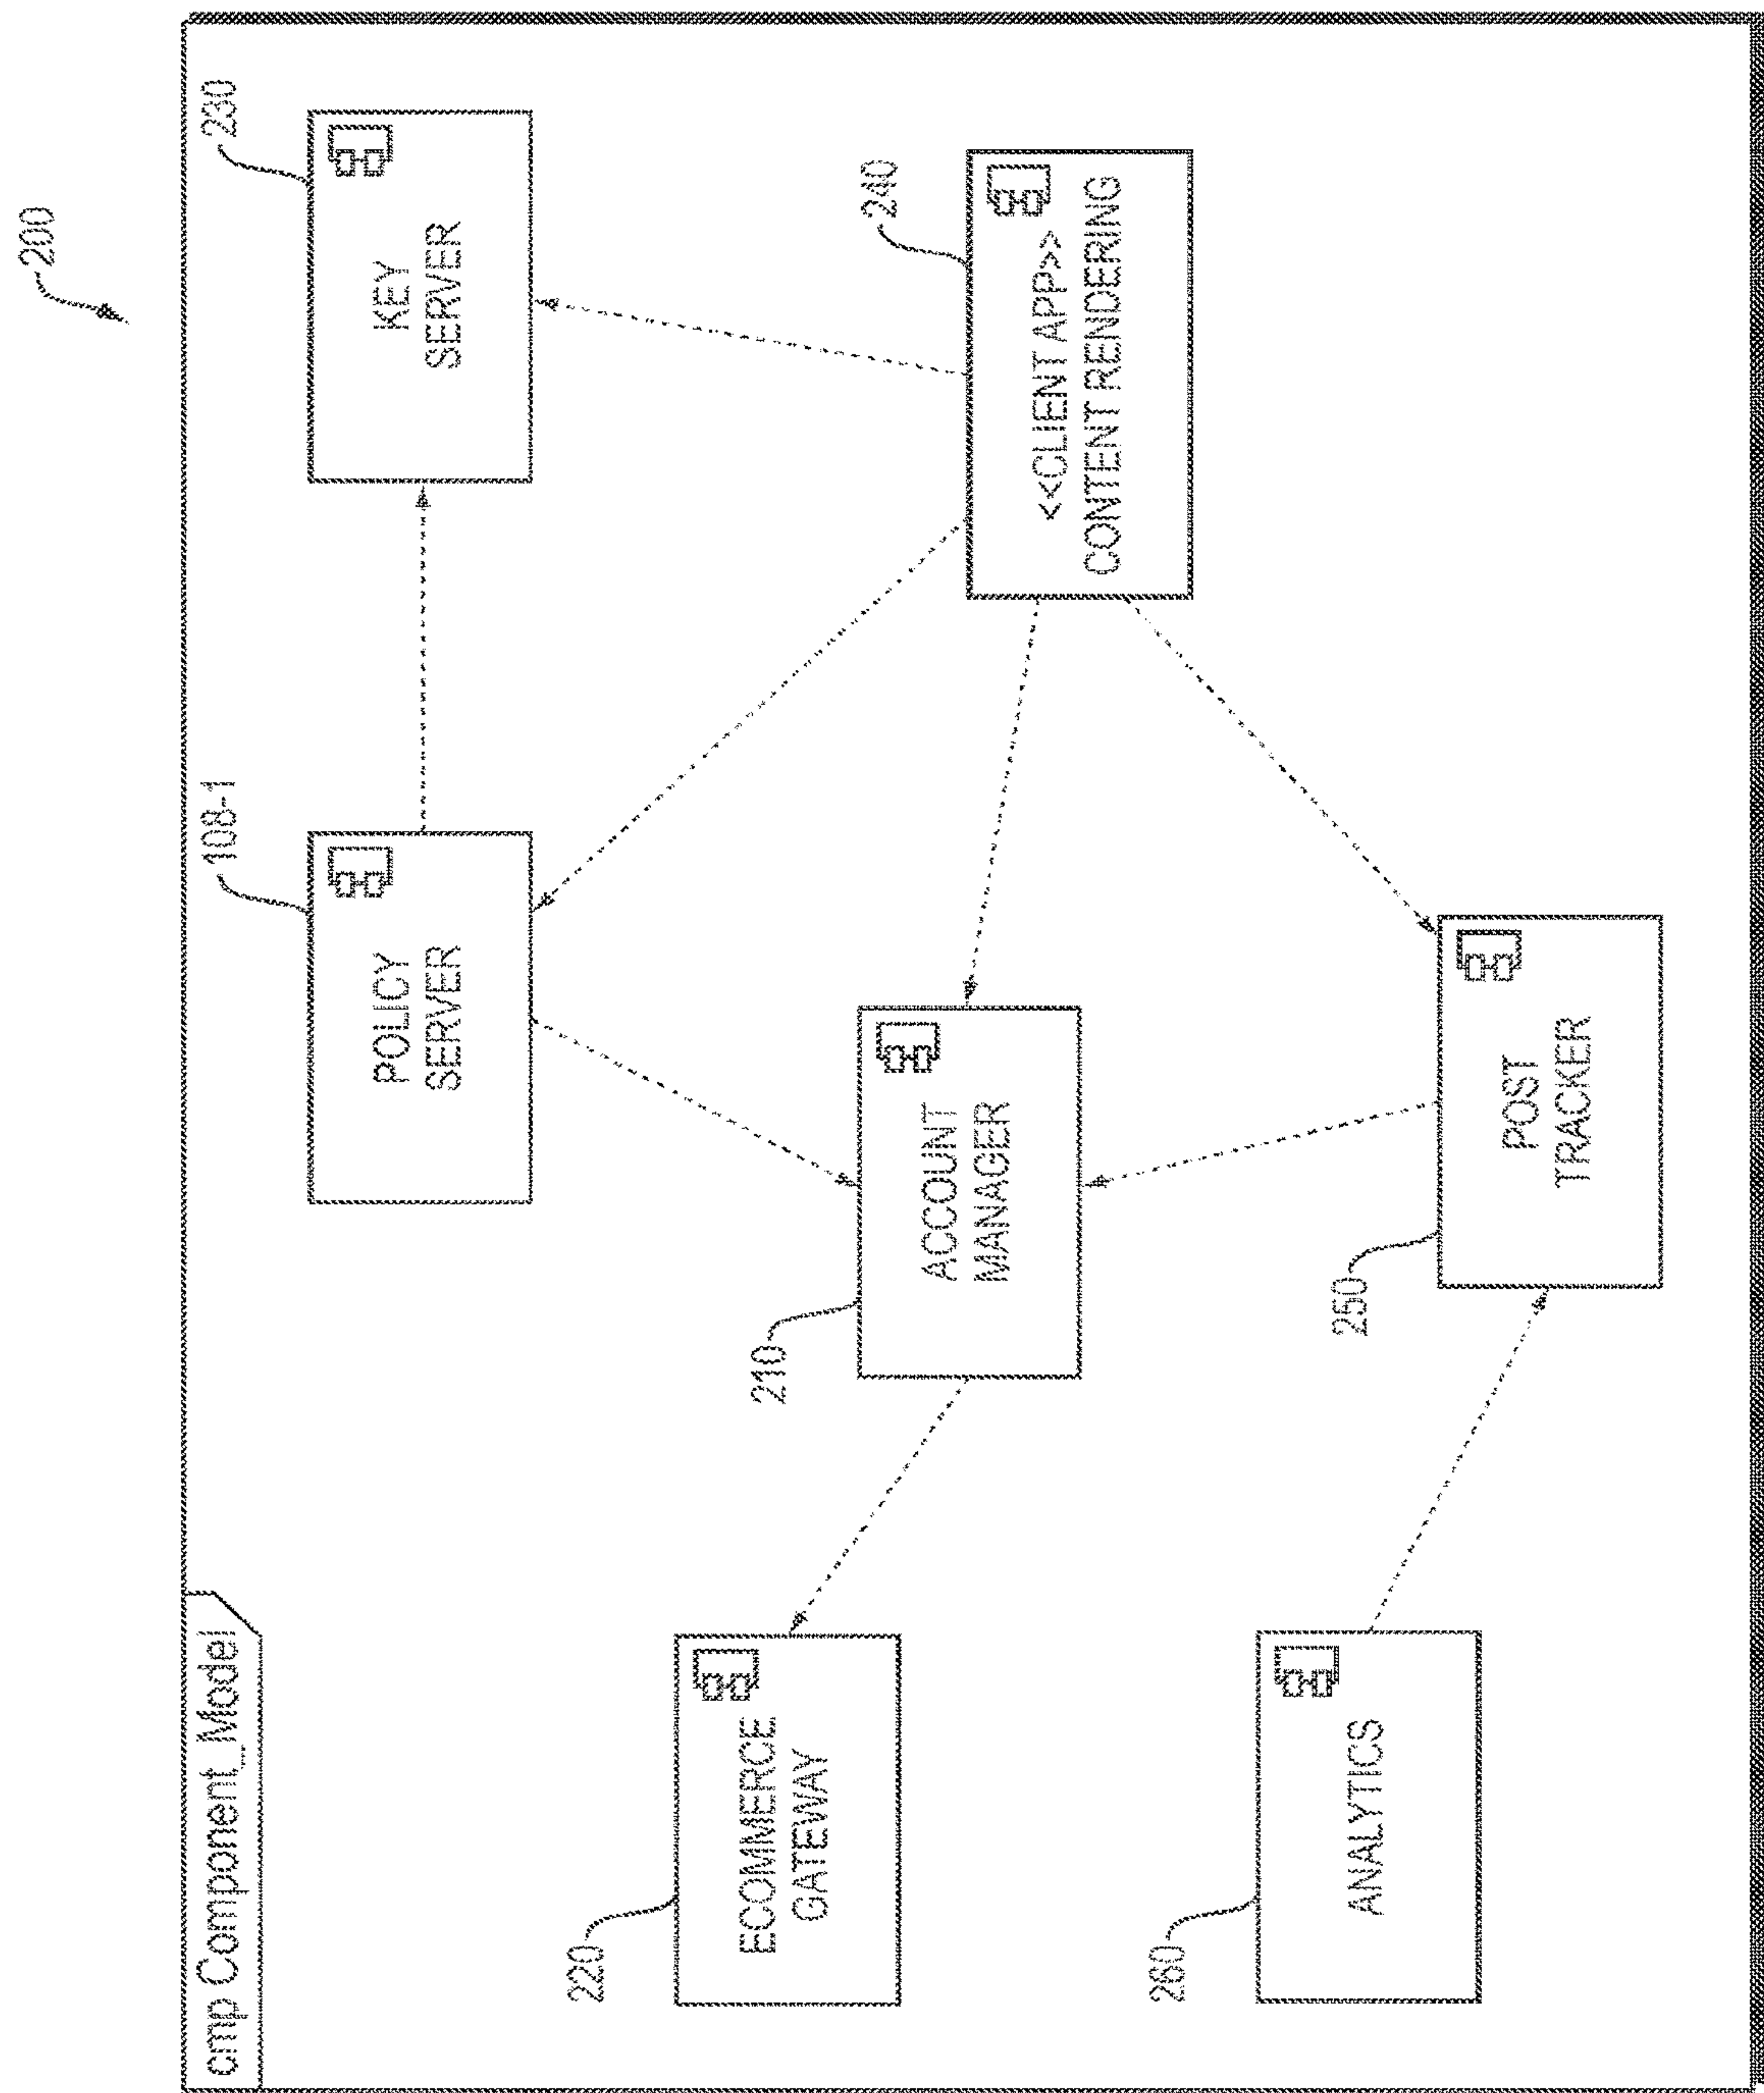 200
cmp Component_Model
108-1
POLICY
SERVER
230
KEY
SERVER
220
ECOMMERCE
GATEWAY
210
ACCOUNT
MANAGER
240
<<CLIENT APP>>
CONTENT RENDERING
260
ANALYTICS
250
POST
TRACKER